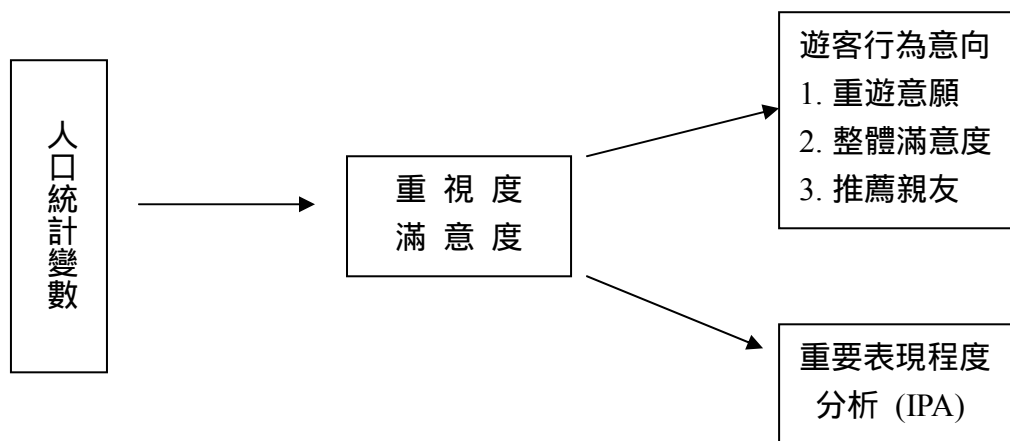 人口統計變數
重 視 度
滿 意 度
遊客行為意向
1. 重遊意願
2. 整體滿意度
3. 推薦親友
重要表現程度
分析 (IPA)